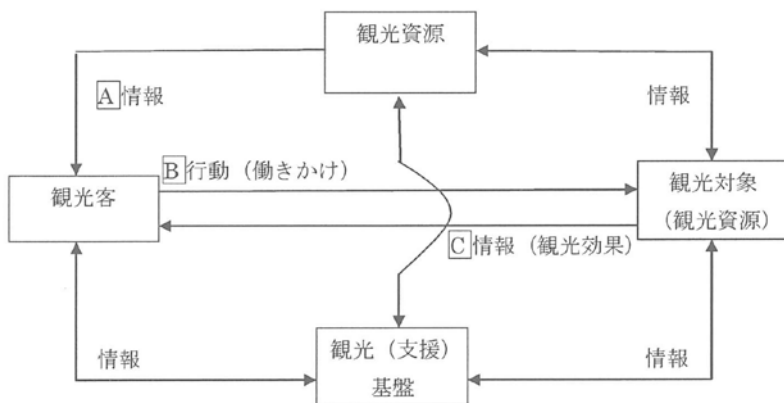 観光資源
A 情報
情報
B 行動（働きかけ）
観光客
観光対象
（観光資源）
C 情報（観光効果）
情報
観光（支援）
基盤
情報